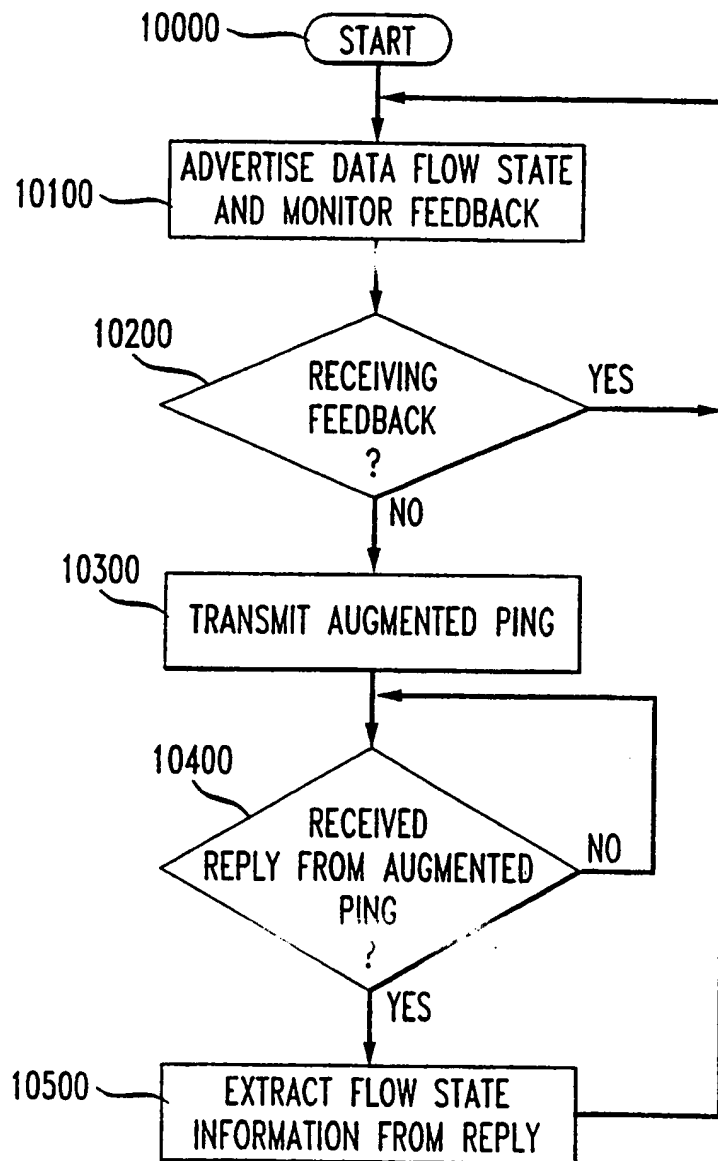 10000
START
10100
ADVERTISE DATA FLOW STATE
AND MONITOR FEEDBACK
10200
RECEIVING
FEEDBACK
?
YES
NO
10300
TRANSMIT AUGMENTED PING
10400
RECEIVED
REPLY FROM AUGMENTED
PING
?
NO
YES
10500
EXTRACT FLOW STATE
INFORMATION FROM REPLY